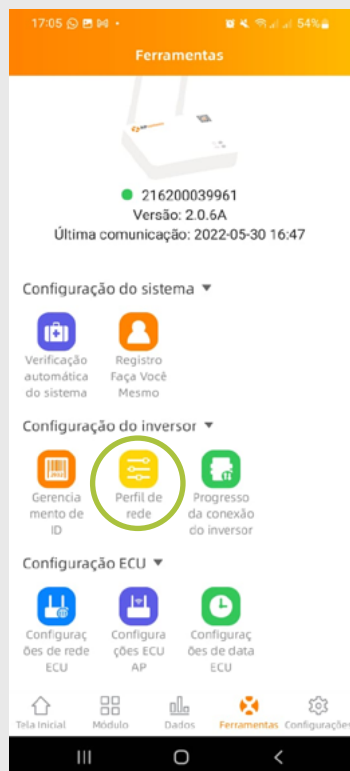 17:05 54%
Ferramentas
216200039961
Versão: 2.0.6A
Última comunicação: 2022-05-30 16:47
Configuração do sistema
Verificação
automática
do sistema
Registro
Faça Você
Mesmo
Configuração do inversor
Gerencia
mento de
ID
Perfil de
rede
Progresso
da conexão
do inversor
Configuração ECU
Configuraç
ões de rede
ECU
Configura
ções ECU
AP
Configuraç
ões de data
ECU
Tela Inicial Módulo Dados Ferramentas Configurações